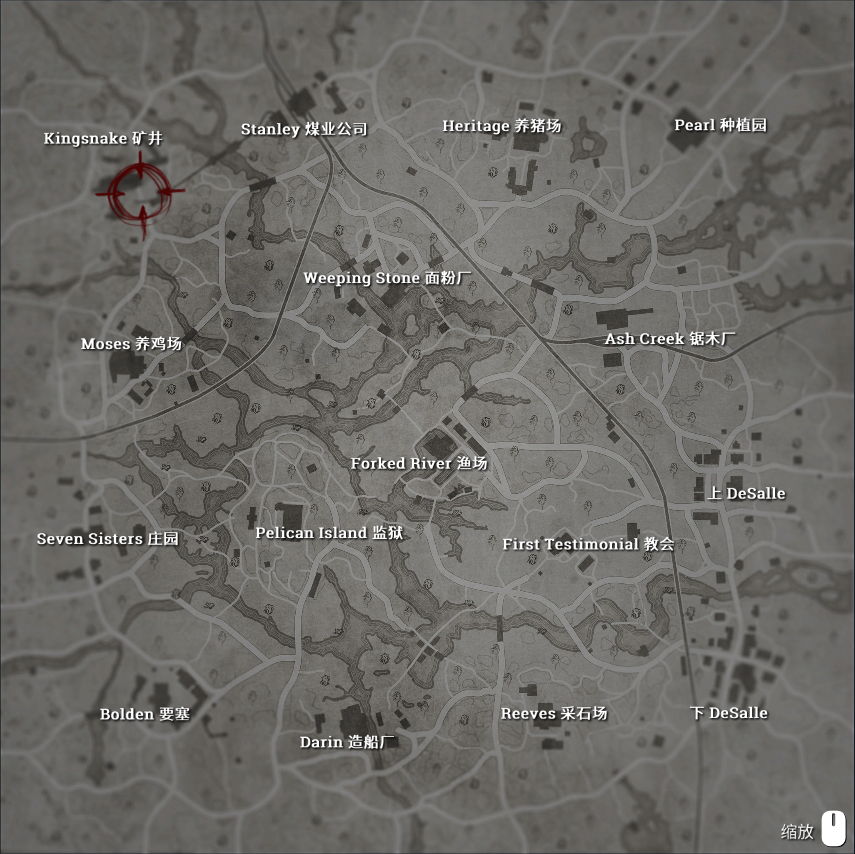 Kingsnake 矿井
Stanley 煤业公司
Heritage 养猪场
Pearl 种植园
Weeping Stone 面粉厂
Moses 养鸡场
Ash Creek 锯木厂
Forked River 渔场
上 DeSalle
Seven Sisters 庄园
Pelican Island 监狱
First Testimonial 教会
Bolden 要塞
Reeves 采石场
下 DeSalle
Darin 造船厂
缩放